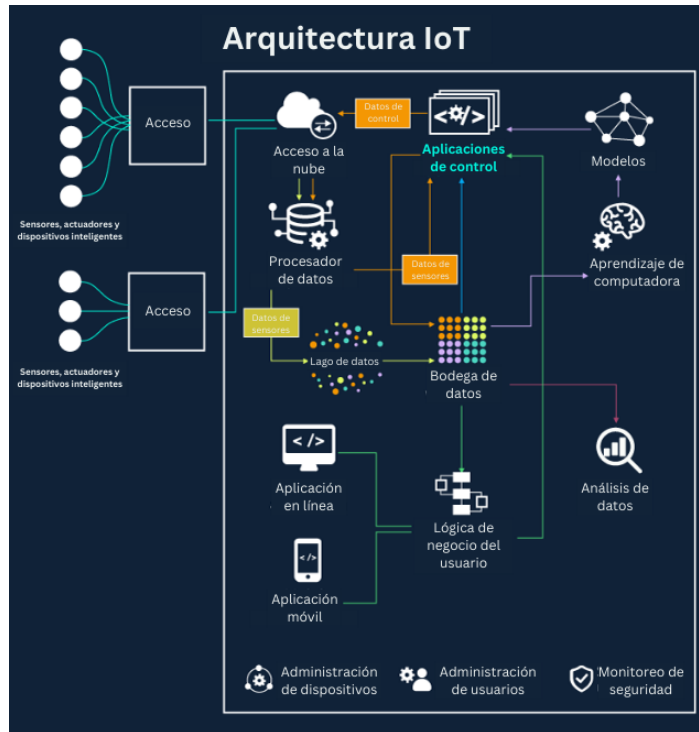 Arquitectura IoT
Acceso
Sensores, actuadores y
dispositivos inteligentes
Acceso
Sensores, actuadores y
dispositivos inteligentes
Acceso a la
nube
Datos de
control
</>
Aplicaciones
de control
Modelos
Procesador
de datos
Datos de
sensores
Aprendizaje de
computadora
Datos de
sensores
Lago de datos
Bodega de
datos
</>
Aplicación
en línea
Lógica de
negocio del
usuario
Análisis de
datos
</>
Aplicación
móvil
Administración
de dispositivos
Administración
de usuarios
Monitoreo de
seguridad